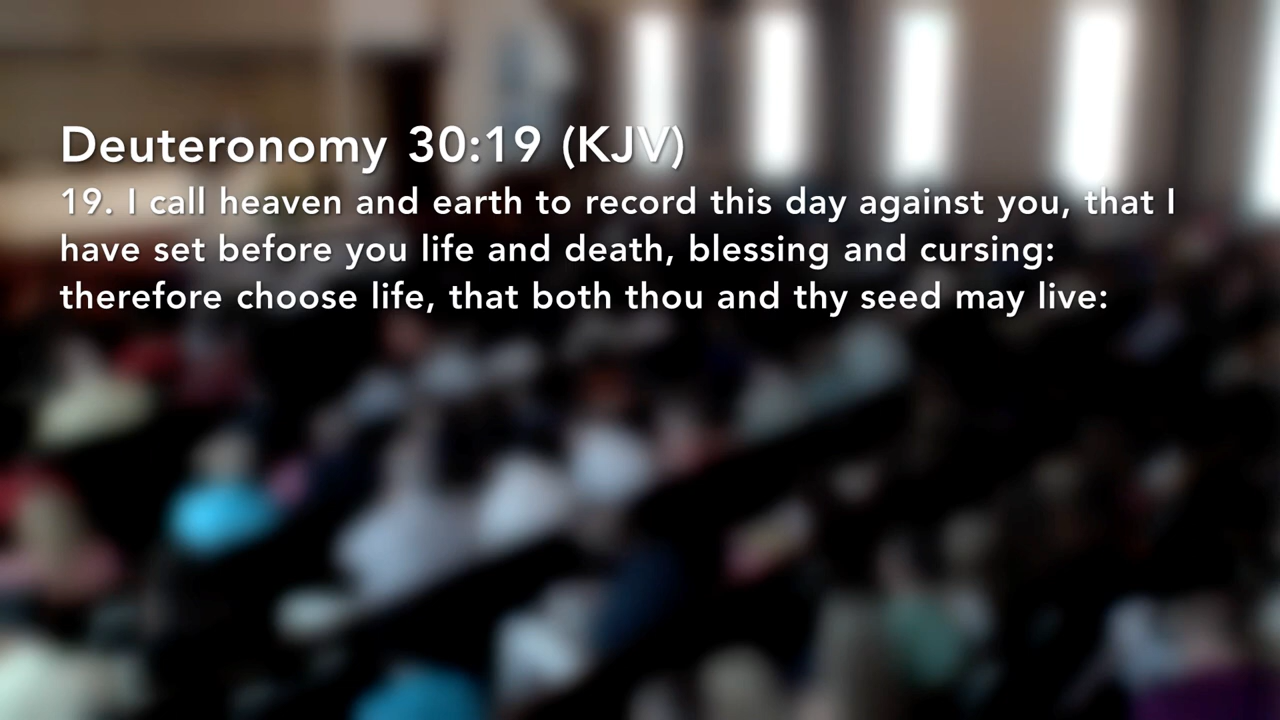 Deuteronomy 30:19 (KJV)
19. I call heaven and earth to record this day against you, that I
have set before you life and death, blessing and cursing:
therefore choose life, that both thou and thy seed may live: